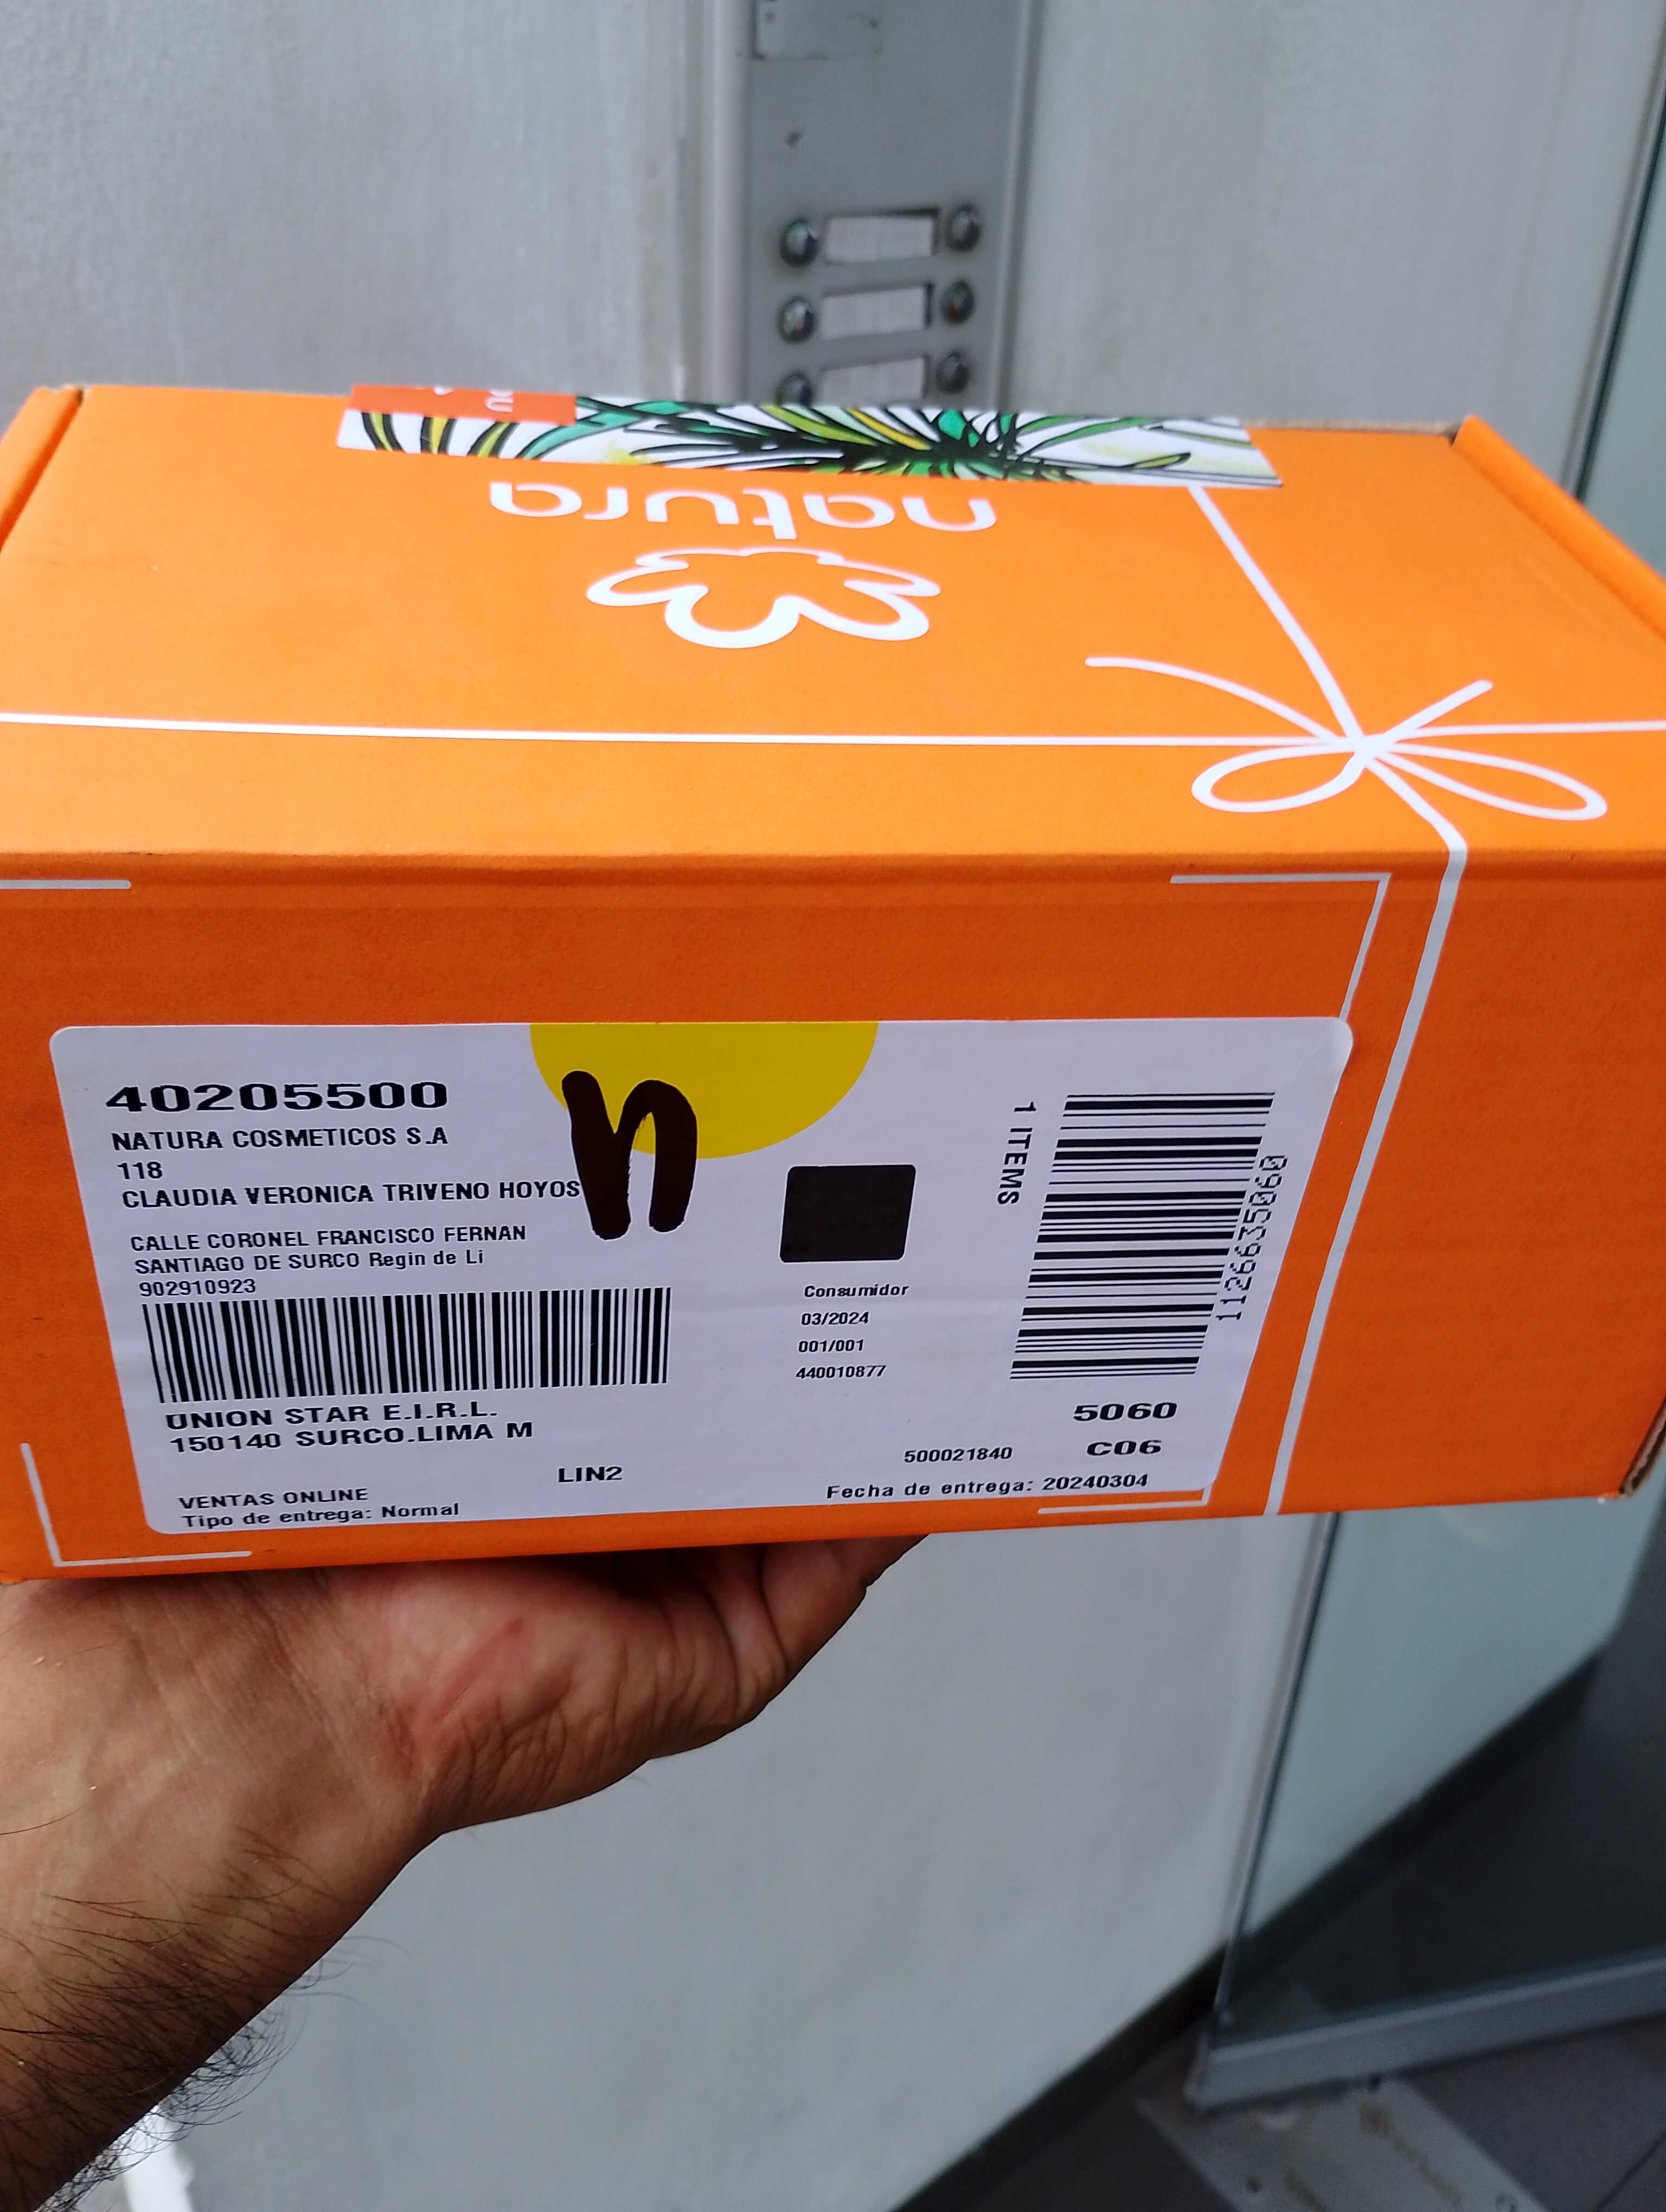 natura
40205500
NATURA COSMETICOS S.A
118
CLAUDIA VERONICA TRIVENO HOYOS
n
CALLE CORONEL FRANCISCO FERNAN
SANTIAGO DE SURCO Regin de Li
902910923
UNION STAR E.I.R.L.
150140 SURCO.LIMA M
LIN2
VENTAS ONLINE
Tipo de entrega: Normal
Consumidor
03/2024
001/001
440010877
1 ITEMS
1126635060
5060
C06
500021840
Fecha de entrega: 20240304